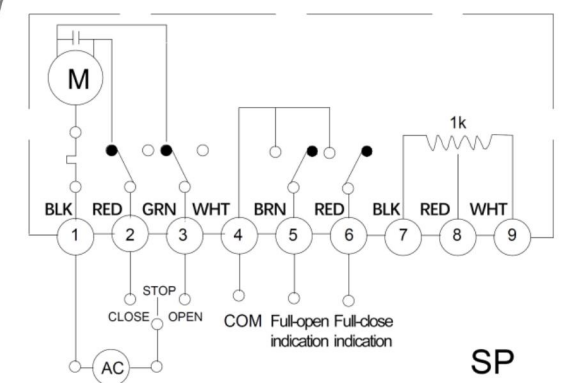 M
1k
BLK RED GRN WHT BRN RED BLK RED WHT
1 2 3 4 5 6 7 8 9
STOP
CLOSE OPEN
COM Full-open Full-close
indication indication
AC
SP